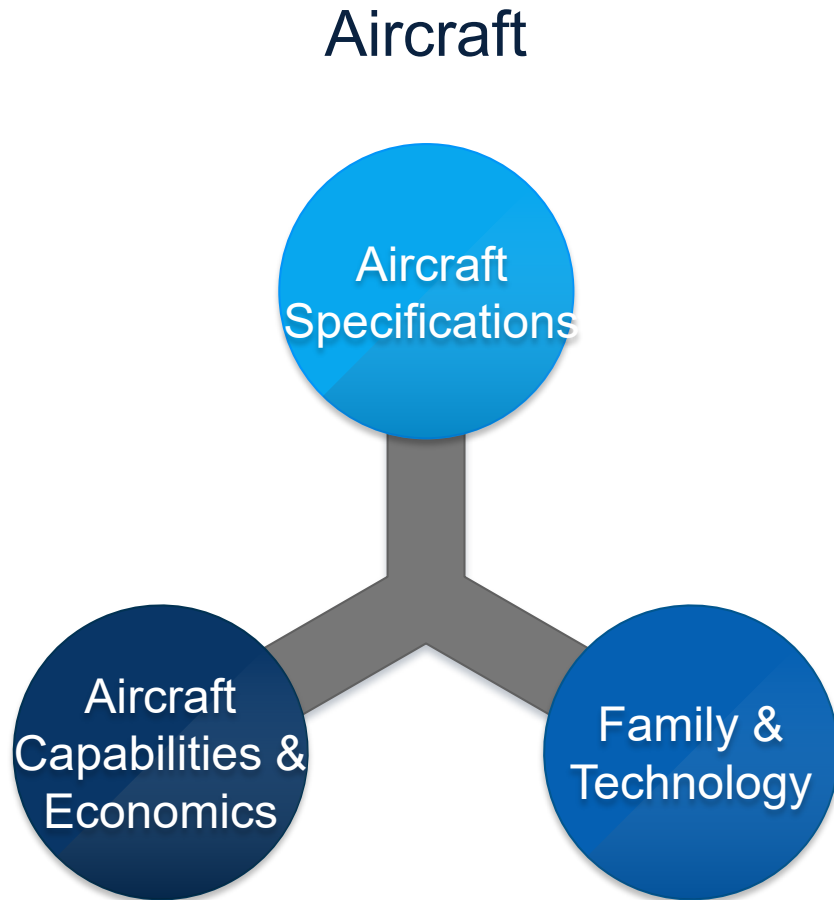 Aircraft
Aircraft
Specifications
Aircraft
Capabilities &
Economics
Family &
Technology